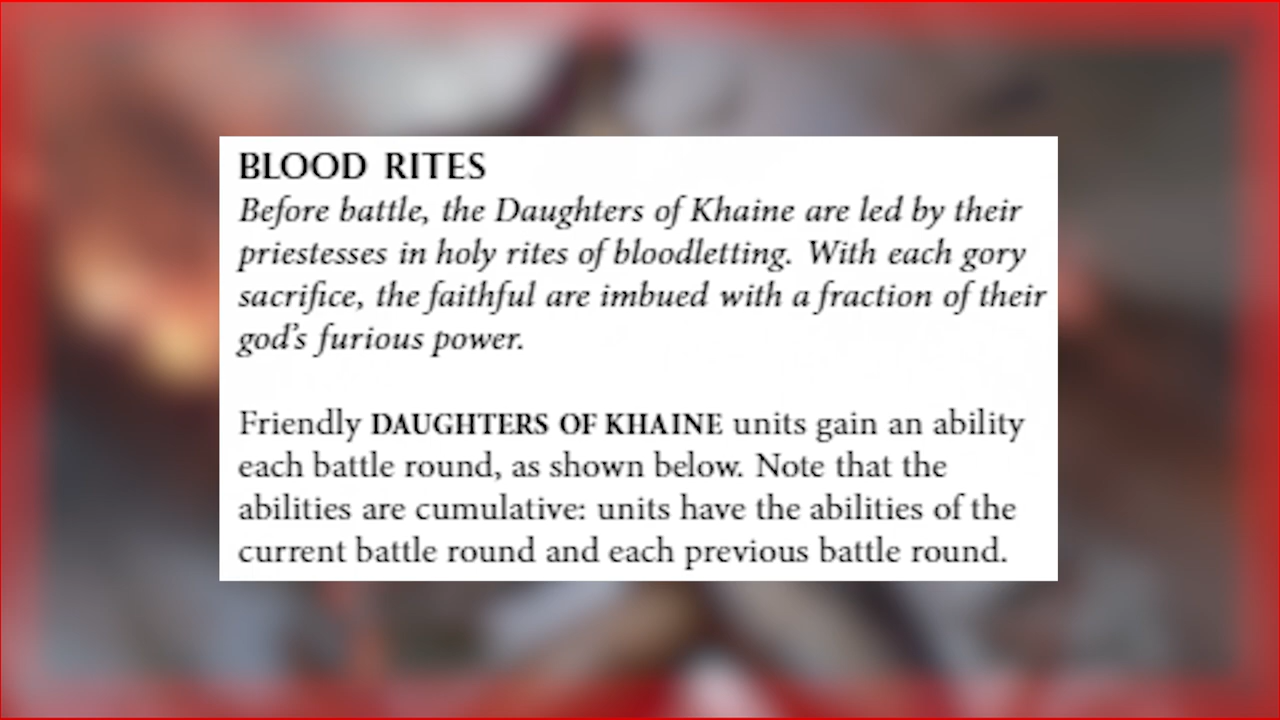 BLOOD RITES
Before battle, the Daughters of Khaine are led by their
priestesses in holy rites of bloodletting. With each gory
sacrifice, the faithful are imbued with a fraction of their
god's furious power.
Friendly DAUGHTERS OF KHAINE units gain an ability
each battle round, as shown below. Note that the
abilities are cumulative: units have the abilities of the
current battle round and each previous battle round.